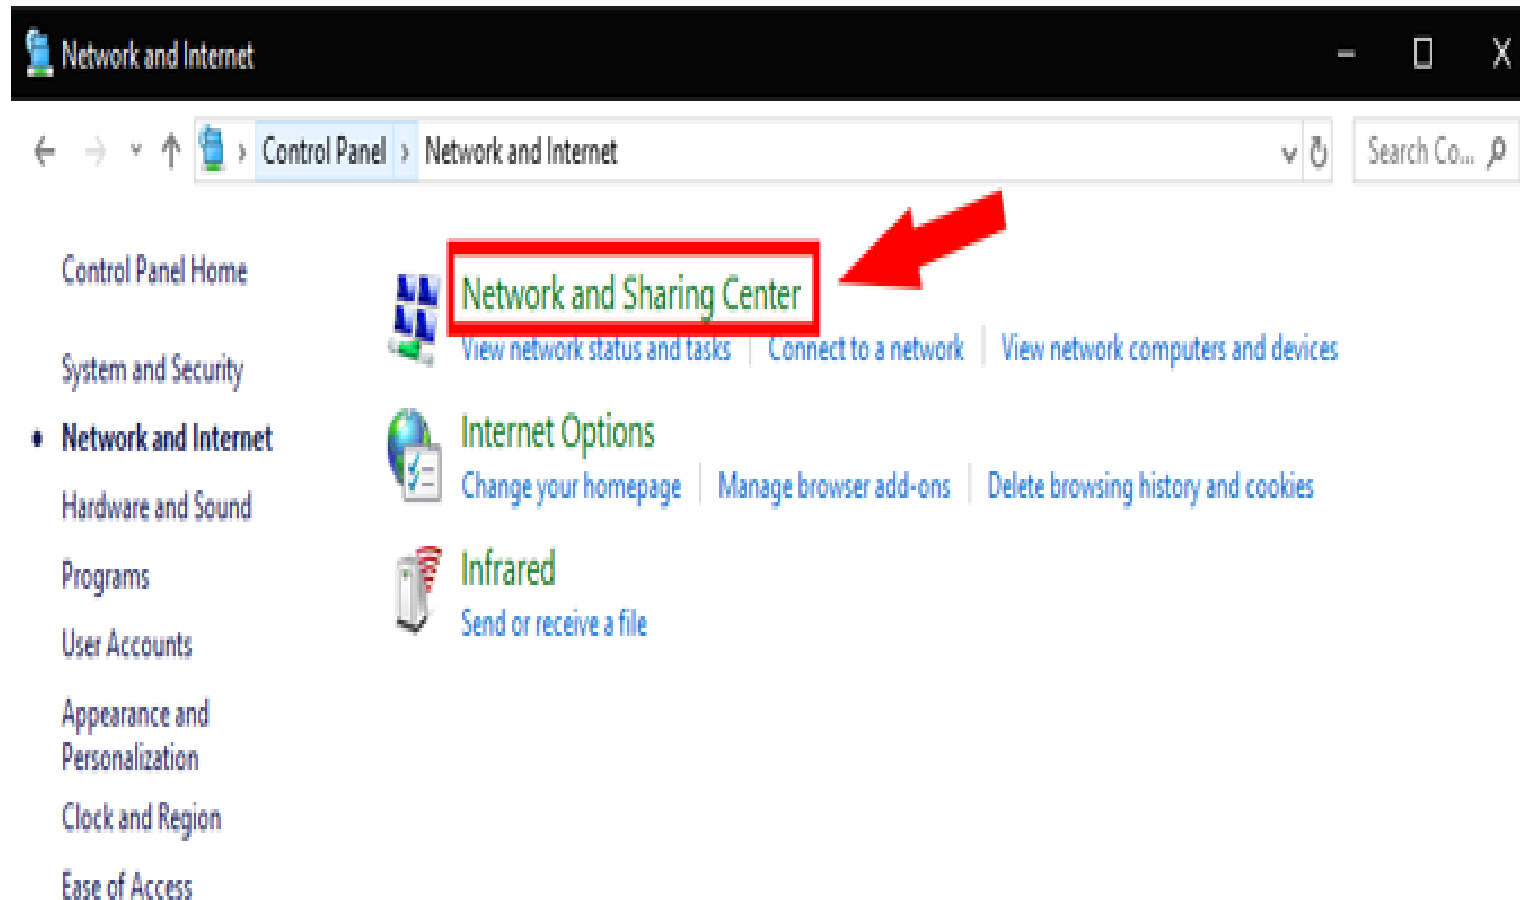 Network and Internet
Control Panel > Network and Internet
Search Co...
Control Panel Home
System and Security
Network and Internet
Hardware and Sound
Programs
User Accounts
Appearance and
Personalization
Clock and Region
Ease of Access
Network and Sharing Center
View network status and tasks | Connect to a network | View network computers and devices
Internet Options
Change your homepage | Manage browser add-ons | Delete browsing history and cookies
Infrared
Send or receive a file